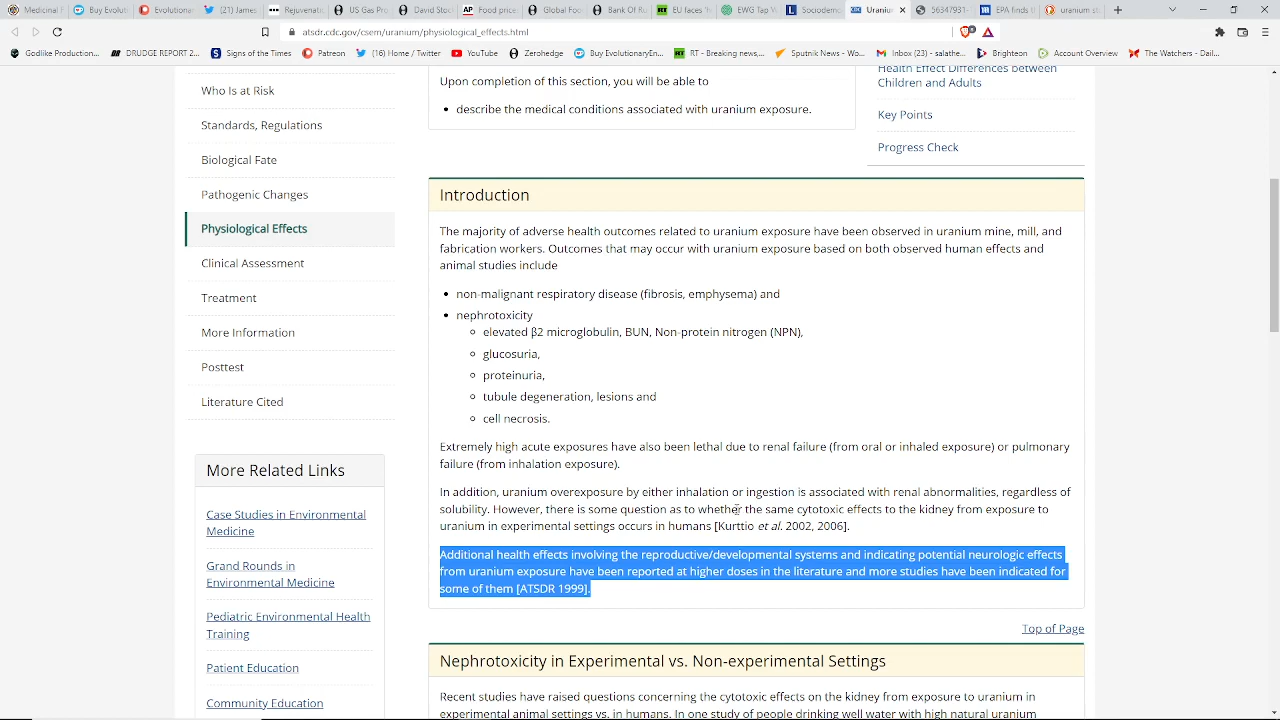 Medicinal
Buy Evoluti
Evolutionar
(21) James
Rejuvenati
US Gas Pro
David Stoc
Food price
Global Foo
Bank Of Ru
EU faces "
EWG Tap
Sooodemo
Uraniu
56347931-
EPA finds t
uranium st
atsdr.cdc.gov/csem/uranium/physiological_effects.html
Godlike Production...
DRUDGE REPORT 2...
Signs of the Times
Patreon
(16) Home / Twitter
YouTube
Zerohedge
Buy EvolutionaryEn...
RT - Breaking news,...
Sputnik News - Wo...
Inbox (23) - salathe...
Brighteon
Account Overview
The Watchers - Dail...
Who Is at Risk
Standards, Regulations
Biological Fate
Pathogenic Changes
Physiological Effects
Clinical Assessment
Treatment
More Information
Posttest
Literature Cited
More Related Links
Case Studies in Environmental
Medicine
Grand Rounds in
Environmental Medicine
Pediatric Environmental Health
Training
Patient Education
Community Education
Upon completion of this section, you will be able to
• describe the medical conditions associated with uranium exposure.
Health Effect Differences between
Children and Adults
Key Points
Progress Check
Introduction
The majority of adverse health outcomes related to uranium exposure have been observed in uranium mine, mill, and
fabrication workers. Outcomes that may occur with uranium exposure based on both observed human effects and
animal studies include
• non-malignant respiratory disease (fibrosis, emphysema) and
• nephrotoxicity
○ elevated β2 microglobulin, BUN, Non-protein nitrogen (NPN),
○ glucosuria,
○ proteinuria,
○ tubule degeneration, lesions and
○ cell necrosis.
Extremely high acute exposures have also been lethal due to renal failure (from oral or inhaled exposure) or pulmonary
failure (from inhalation exposure).
In addition, uranium overexposure by either inhalation or ingestion is associated with renal abnormalities, regardless of
solubility. However, there is some question as to whether the same cytotoxic effects to the kidney from exposure to
uranium in experimental settings occurs in humans [Kurttio et al. 2002, 2006].
Additional health effects involving the reproductive/developmental systems and indicating potential neurologic effects
from uranium exposure have been reported at higher doses in the literature and more studies have been indicated for
some of them [ATSDR 1999].
Top of Page
Nephrotoxicity in Experimental vs. Non-experimental Settings
Recent studies have raised questions concerning the cytotoxic effects on the kidney from exposure to uranium in
experimental animal settings vs. in humans. In one study of people drinking well water with high natural uranium